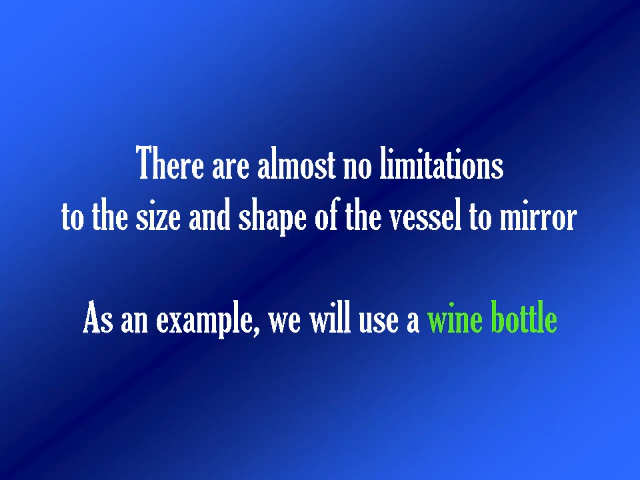 There are almost no limitations
to the size and shape of the vessel to mirror
As an example, we will use a wine bottle